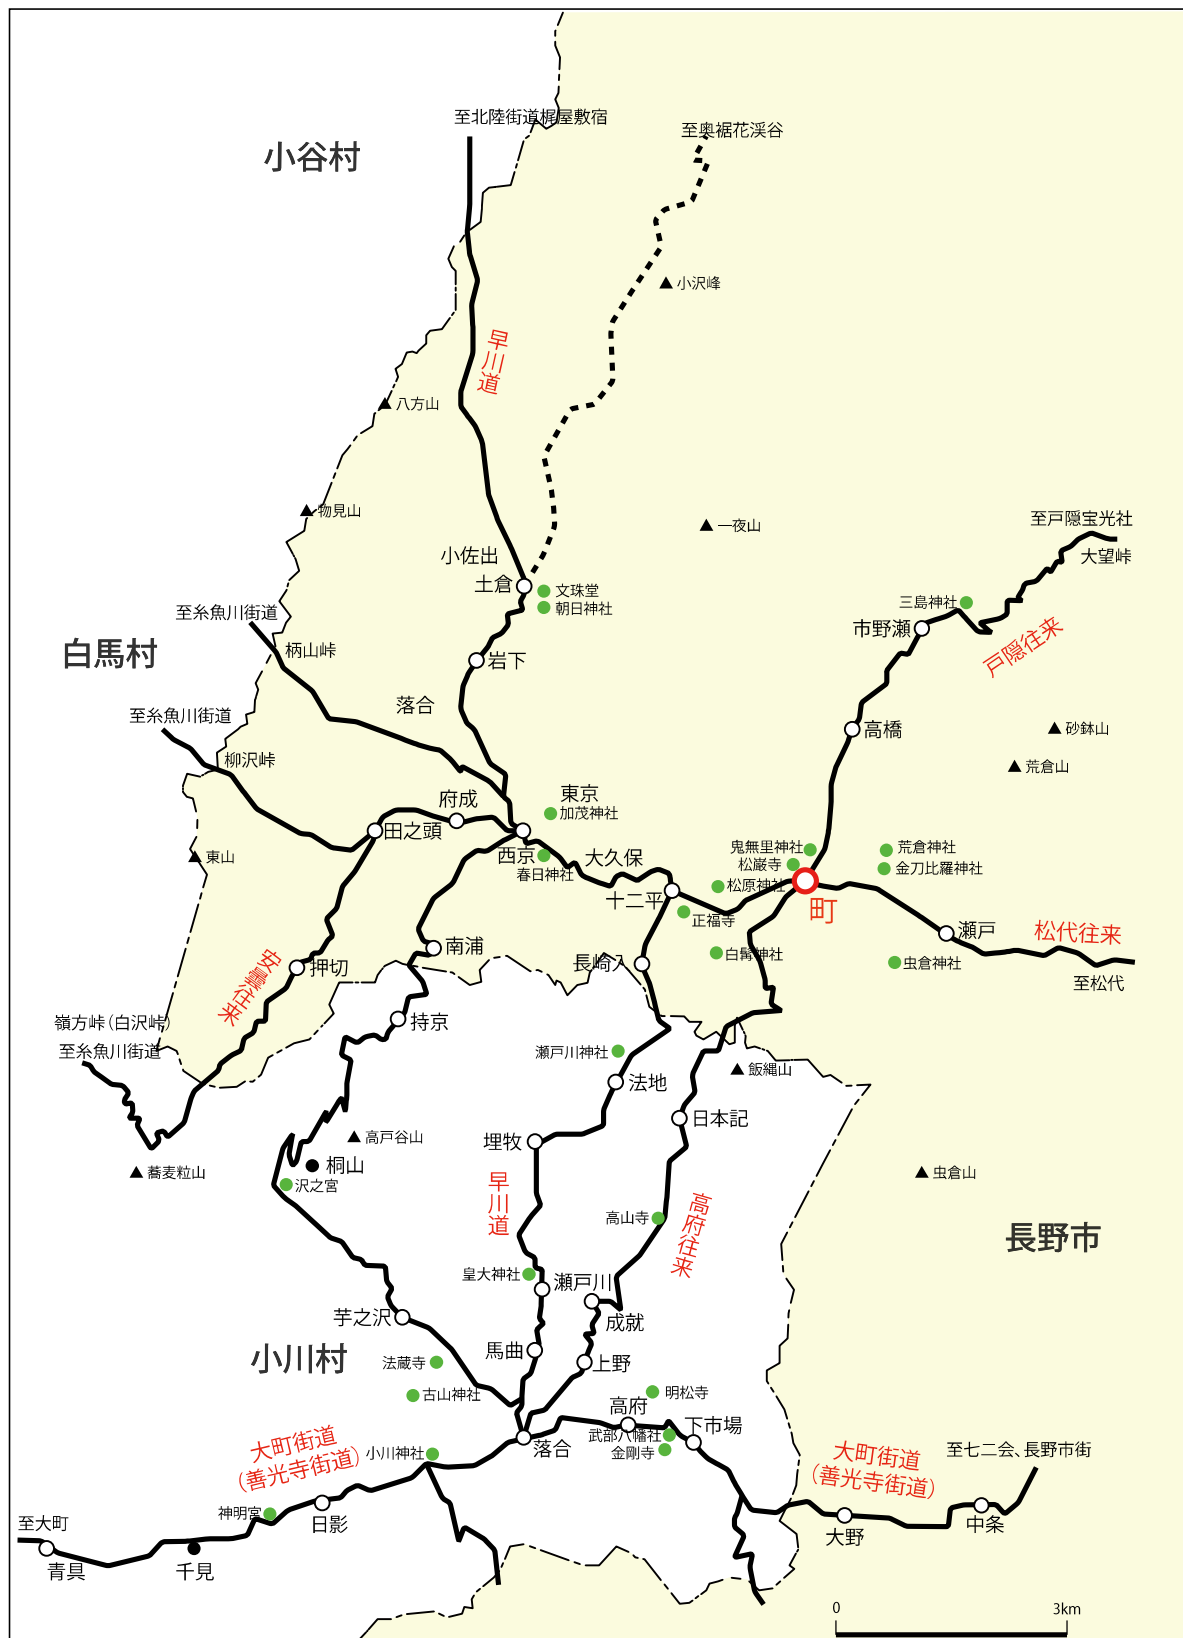 至北陸街道梶屋敷宿
至奥裾花渓谷
小谷村
小沢峰
早川道
八方山
物見山
一夜山
至戸隠宝光社
大望峠
小佐出
土倉
文珠堂
朝日神社
三島神社
市野瀬
戸隠往来
至糸魚川街道
柄山峠
白馬村
岩下
落合
至糸魚川街道
柳沢峠
高橋
砂鉢山
荒倉山
府成
東京
加茂神社
田之頭
東山
西京
春日神社
大久保
鬼無里神社
松巌寺
松原神社
荒倉神社
金刀比羅神社
十二平
正福寺
町
瀬戸
松代往来
南浦
白髯神社
長崎入
虫倉神社
至松代
押切
安曇往来
嶺方峠(白沢峠)
至糸魚川街道
持京
瀬戸川神社
法地
飯縄山
日本記
埋牧
高戸谷山
桐山
蕎麦粒山
沢之宮
早川道
虫倉山
高山寺
高府往来
長野市
皇大神社
瀬戸川
芋之沢
成就
小川村
馬曲
法蔵寺
上野
古山神社
明松寺
高府
武部八幡社
下市場
金剛寺
落合
小川神社
大町街道
(善光寺街道)
大町街道
(善光寺街道)
至七二会、長野市街
神明宮
日影
至大町
青具
千見
大野
中条
0
3km